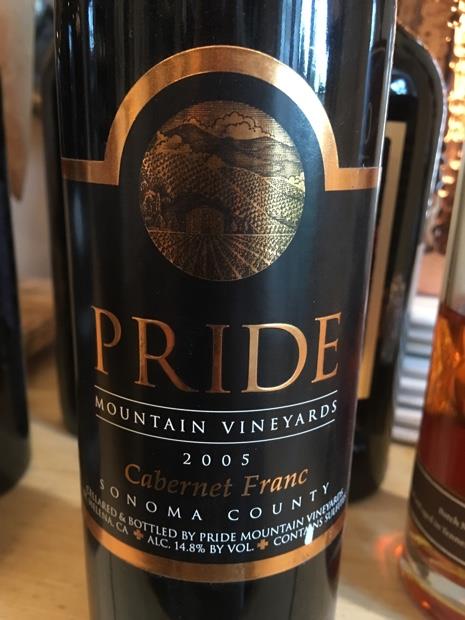 PRIDE
MOUNTAIN VINEYARDS
2005
Cabernet Franc
SONOMA COUNTY
CELLARED & BOTTLED BY PRIDE MOUNTAIN VINEYARDS
HELENA, CA + ALC. 14.8% BY VOL. + CONTAINS SULFITES
Batch